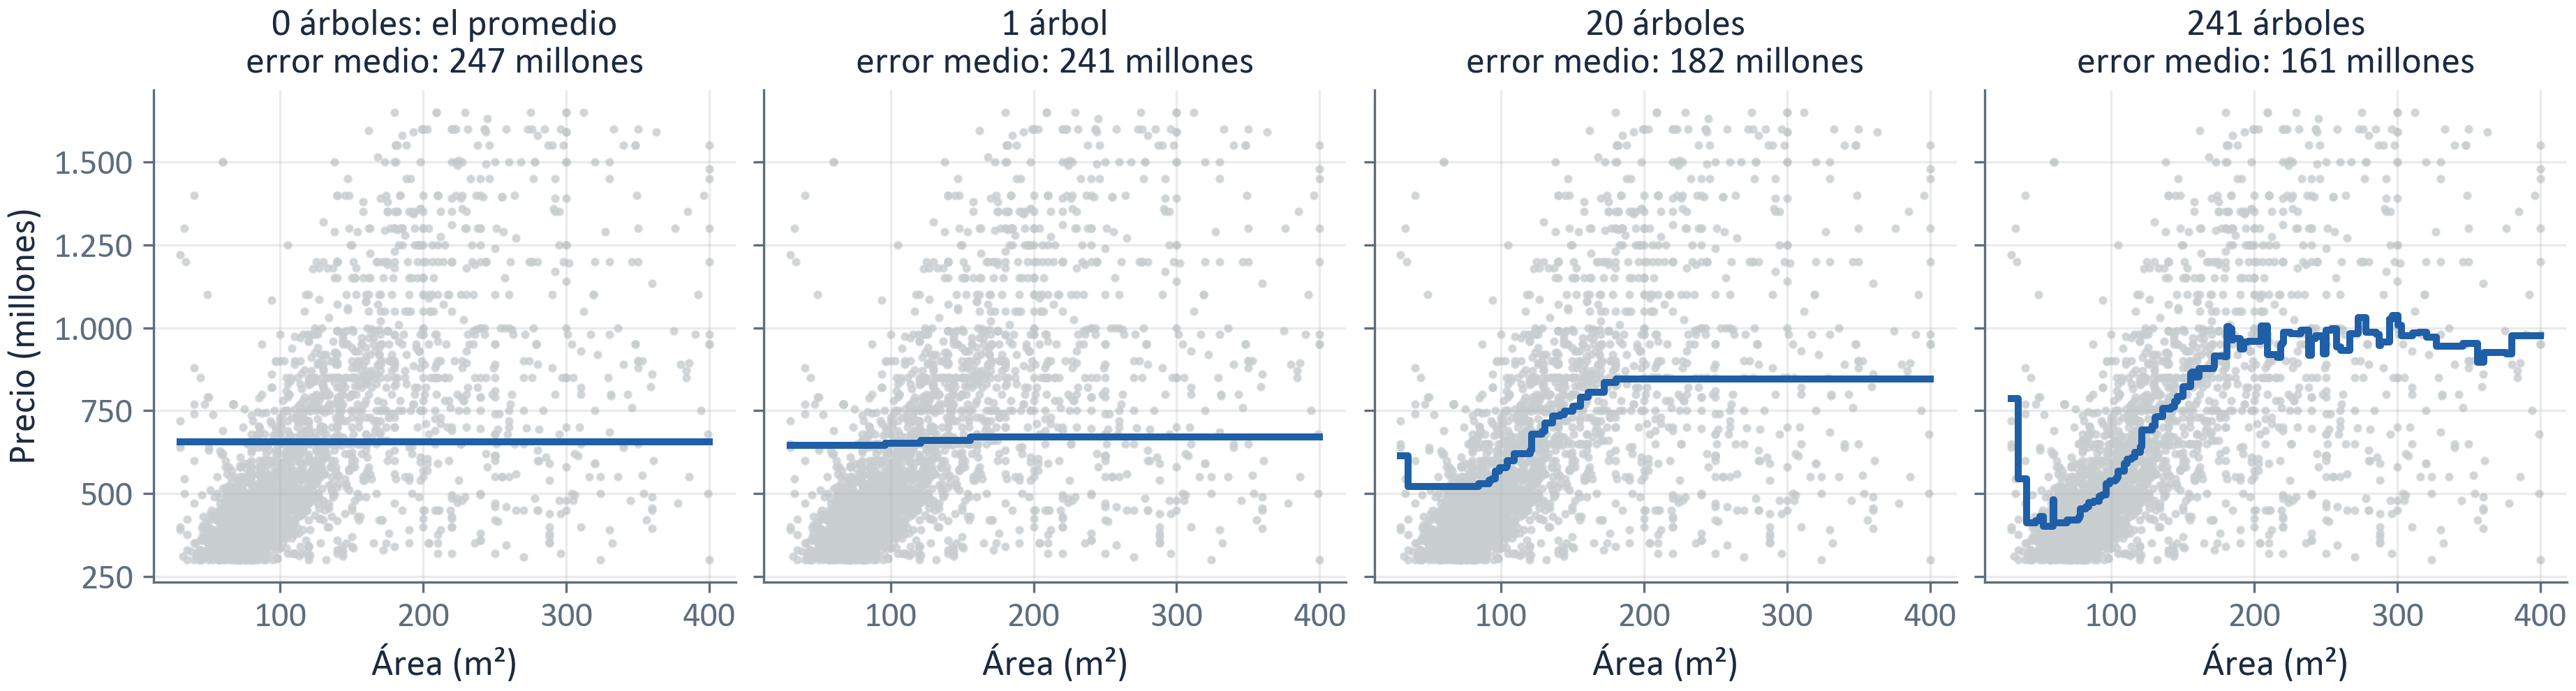 0 árboles: el promedio
error medio: 247 millones
1 árbol
error medio: 241 millones
20 árboles
error medio: 182 millones
241 árboles
error medio: 161 millones
Precio (millones)
1.500
1.250
1.000
750
500
250
100 200 300 400
100 200 300 400
100 200 300 400
100 200 300 400
Área (m²)
Área (m²)
Área (m²)
Área (m²)